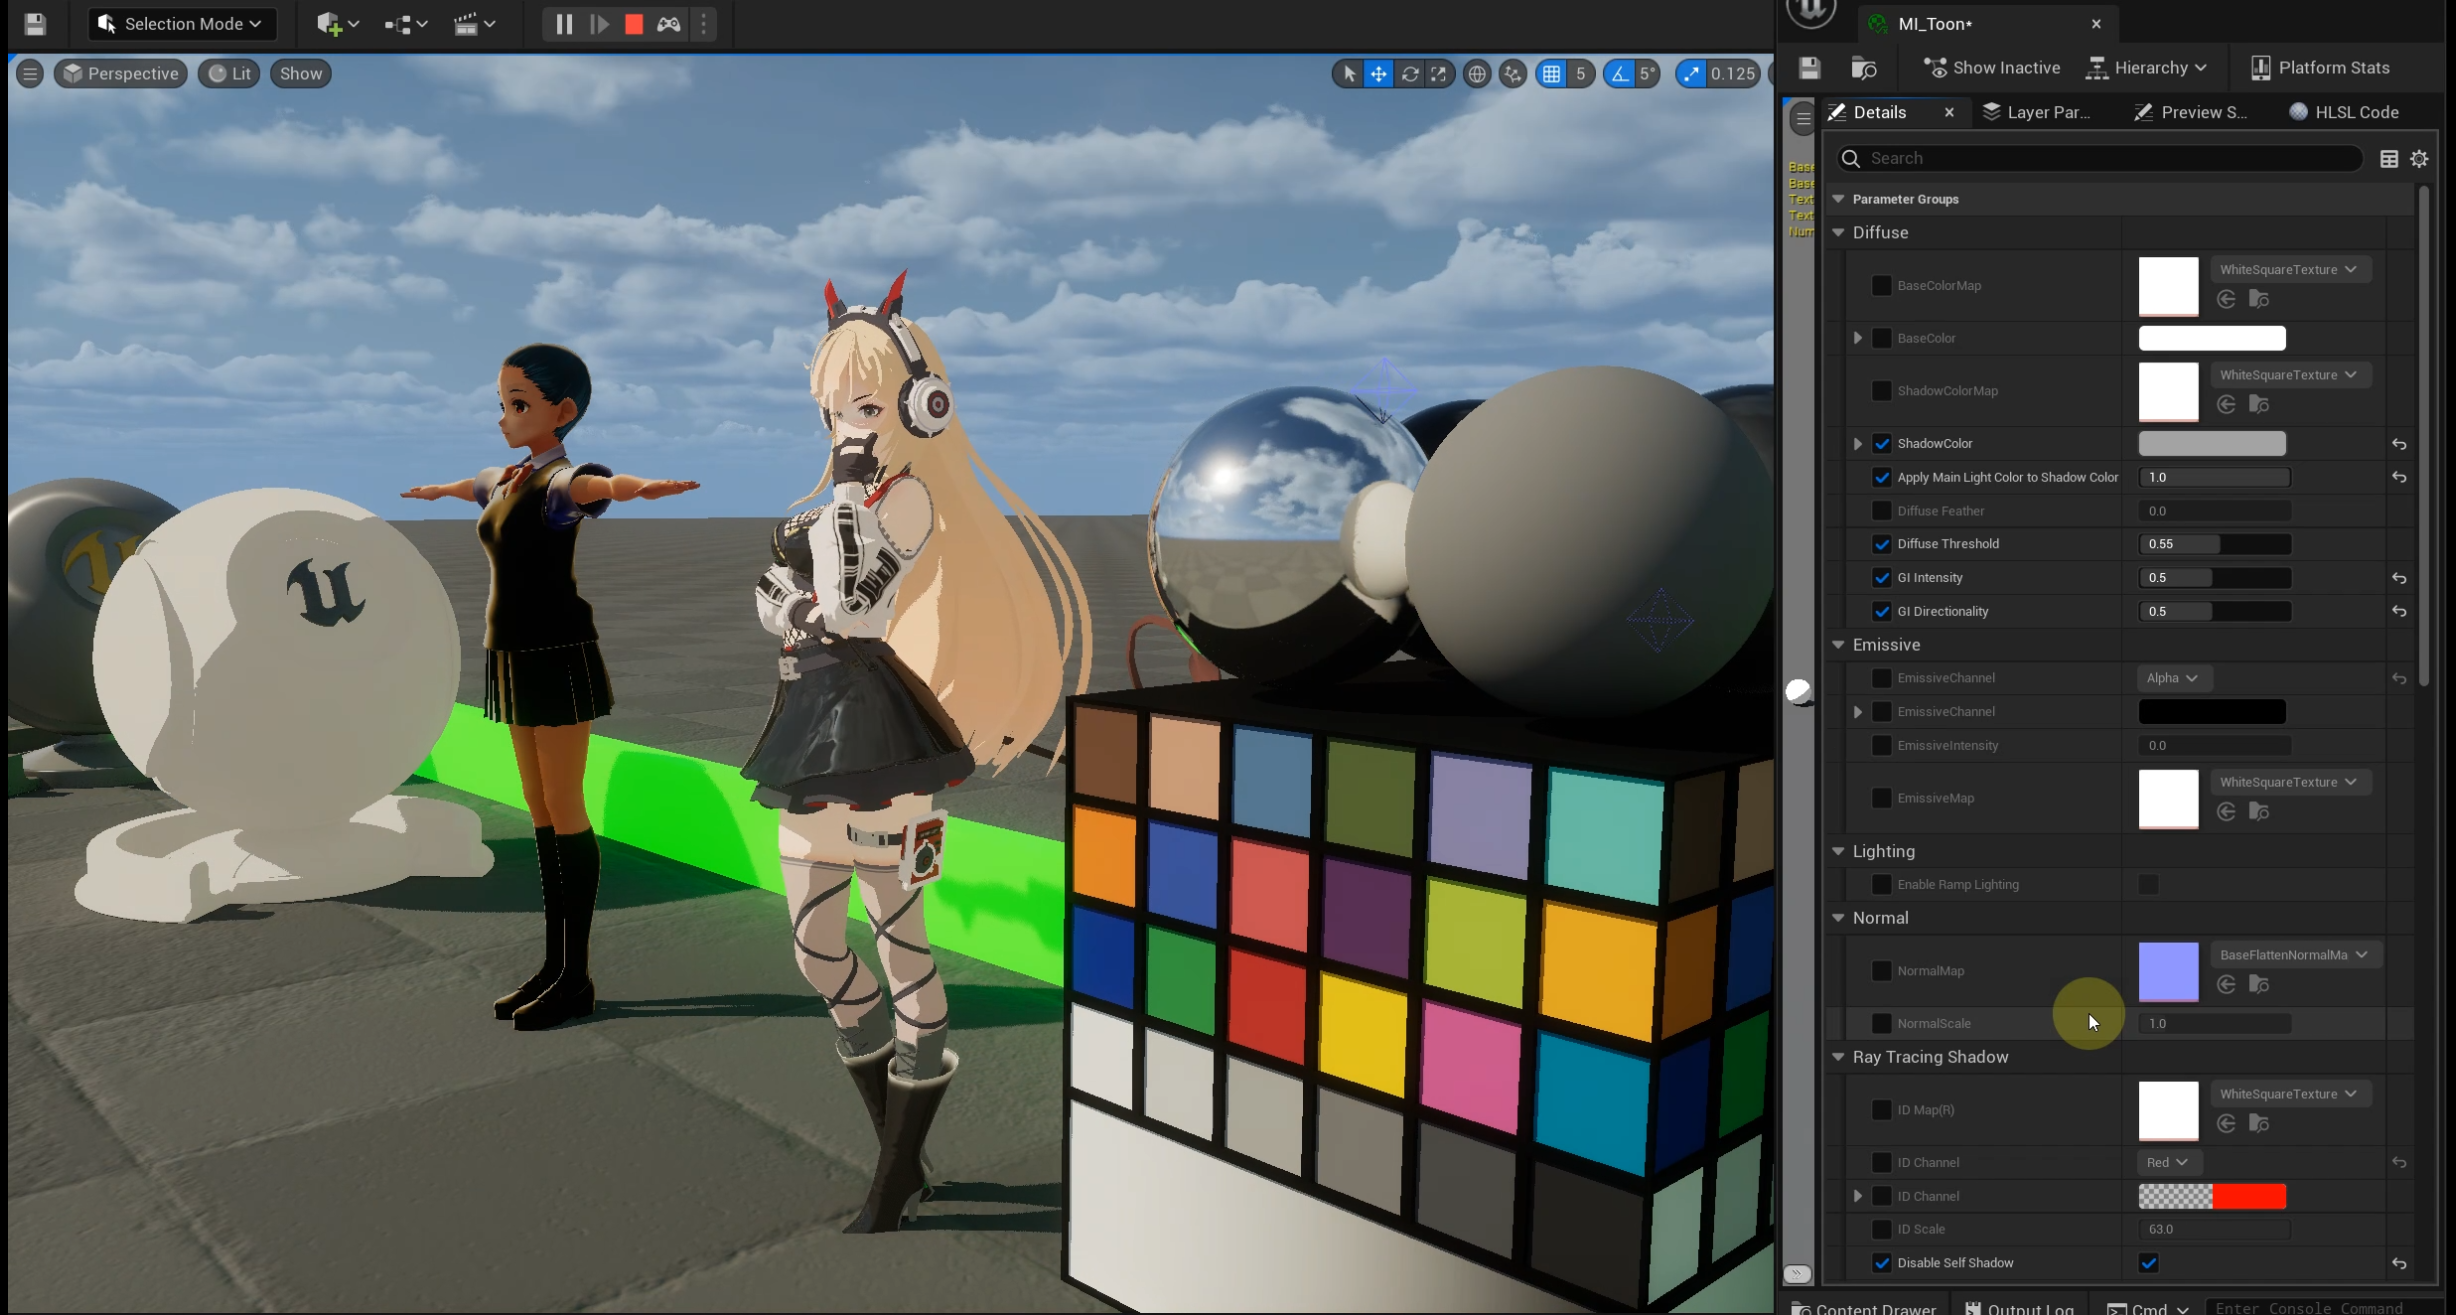 Selection Mode
Perspective
Lit
Show
5
5°
0.125
MI_Toon*
Show Inactive
Hierarchy
Platform Stats
Details
Layer Par...
Preview S...
HLSL Code
Search
Base
Base
Text
Text
Num
Parameter Groups
Diffuse
BaseColorMap
WhiteSquareTexture
BaseColor
ShadowColorMap
WhiteSquareTexture
ShadowColor
Apply Main Light Color to Shadow Color
1.0
Diffuse Feather
0.0
Diffuse Threshold
0.55
GI Intensity
0.5
GI Directionality
0.5
Emissive
EmissiveChannel
Alpha
EmissiveChannel
EmissiveIntensity
0.0
EmissiveMap
WhiteSquareTexture
Lighting
Enable Ramp Lighting
Normal
NormalMap
BaseFlattenNormalMa
NormalScale
1.0
Ray Tracing Shadow
ID Map(R)
WhiteSquareTexture
ID Channel
Red
ID Channel
ID Scale
63.0
Disable Self Shadow
Content Drawer
Output Log
Cmd
Enter Console Command